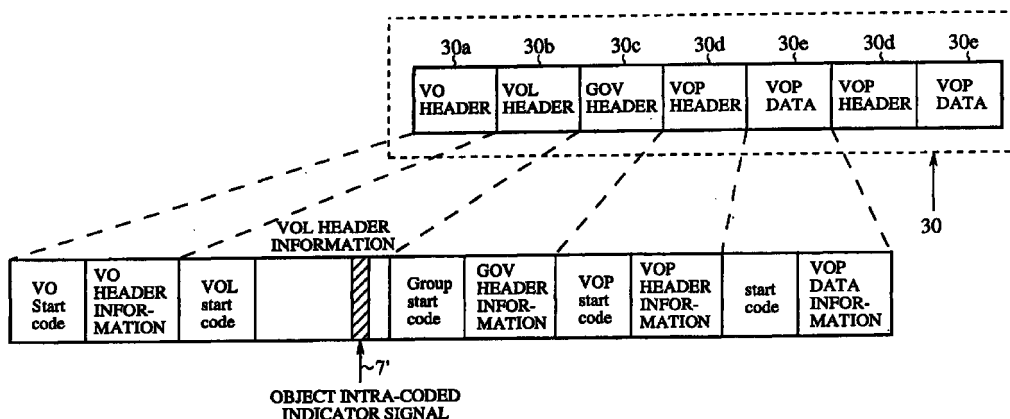 30a 30b 30c 30d 30e 30d 30e
VO HEADER
VOL HEADER
GOV HEADER
VOP HEADER
VOP DATA
VOP HEADER
VOP DATA
30
VOL HEADER
INFORMATION
VO
Start
code
VO
HEADER
INFOR-
MATION
VOL
start
code
Group
start
code
GOV
HEADER
INFOR-
MATION
VOP
start
code
VOP
HEADER
INFOR-
MATION
start
code
VOP
DATA
INFOR-
MATION
~7'
OBJECT INTRA-CODED
INDICATOR SIGNAL